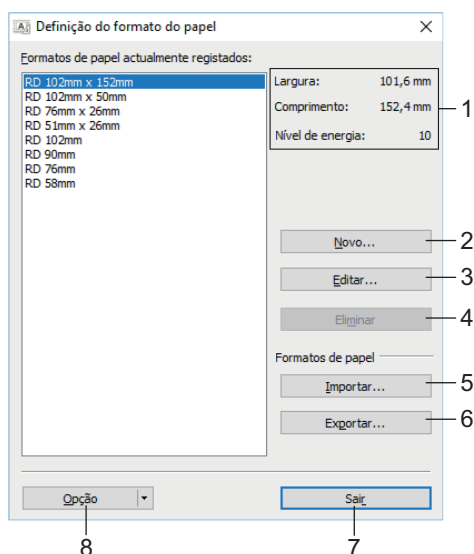 Definição do formato do papel
Formatos de papel actualmente registados:
RD 102mm x 152mm
RD 102mm x 50mm
RD 76mm x 26mm
RD 51mm x 26mm
RD 102mm
RD 90mm
RD 76mm
RD 58mm
Largura: 101,6 mm
Comprimento: 152,4 mm
Nível de energia: 10
1
Novo... 2
Editar... 3
Eliminar 4
Formatos de papel
Importar... 5
Exportar... 6
Opção Sair
8 7